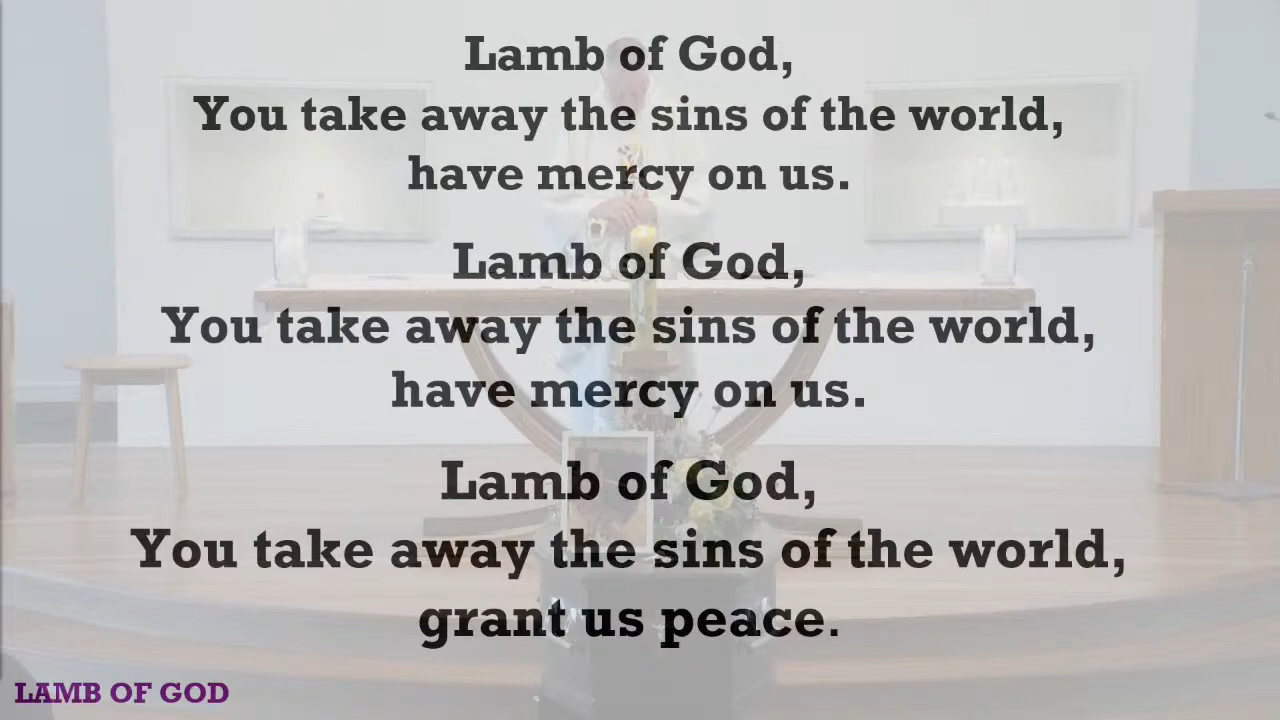 Lamb of God,
You take away the sins of the world,
have mercy on us.
Lamb of God,
You take away the sins of the world,
have mercy on us.
Lamb of God,
You take away the sins of the world,
grant us peace.
LAMB OF GOD